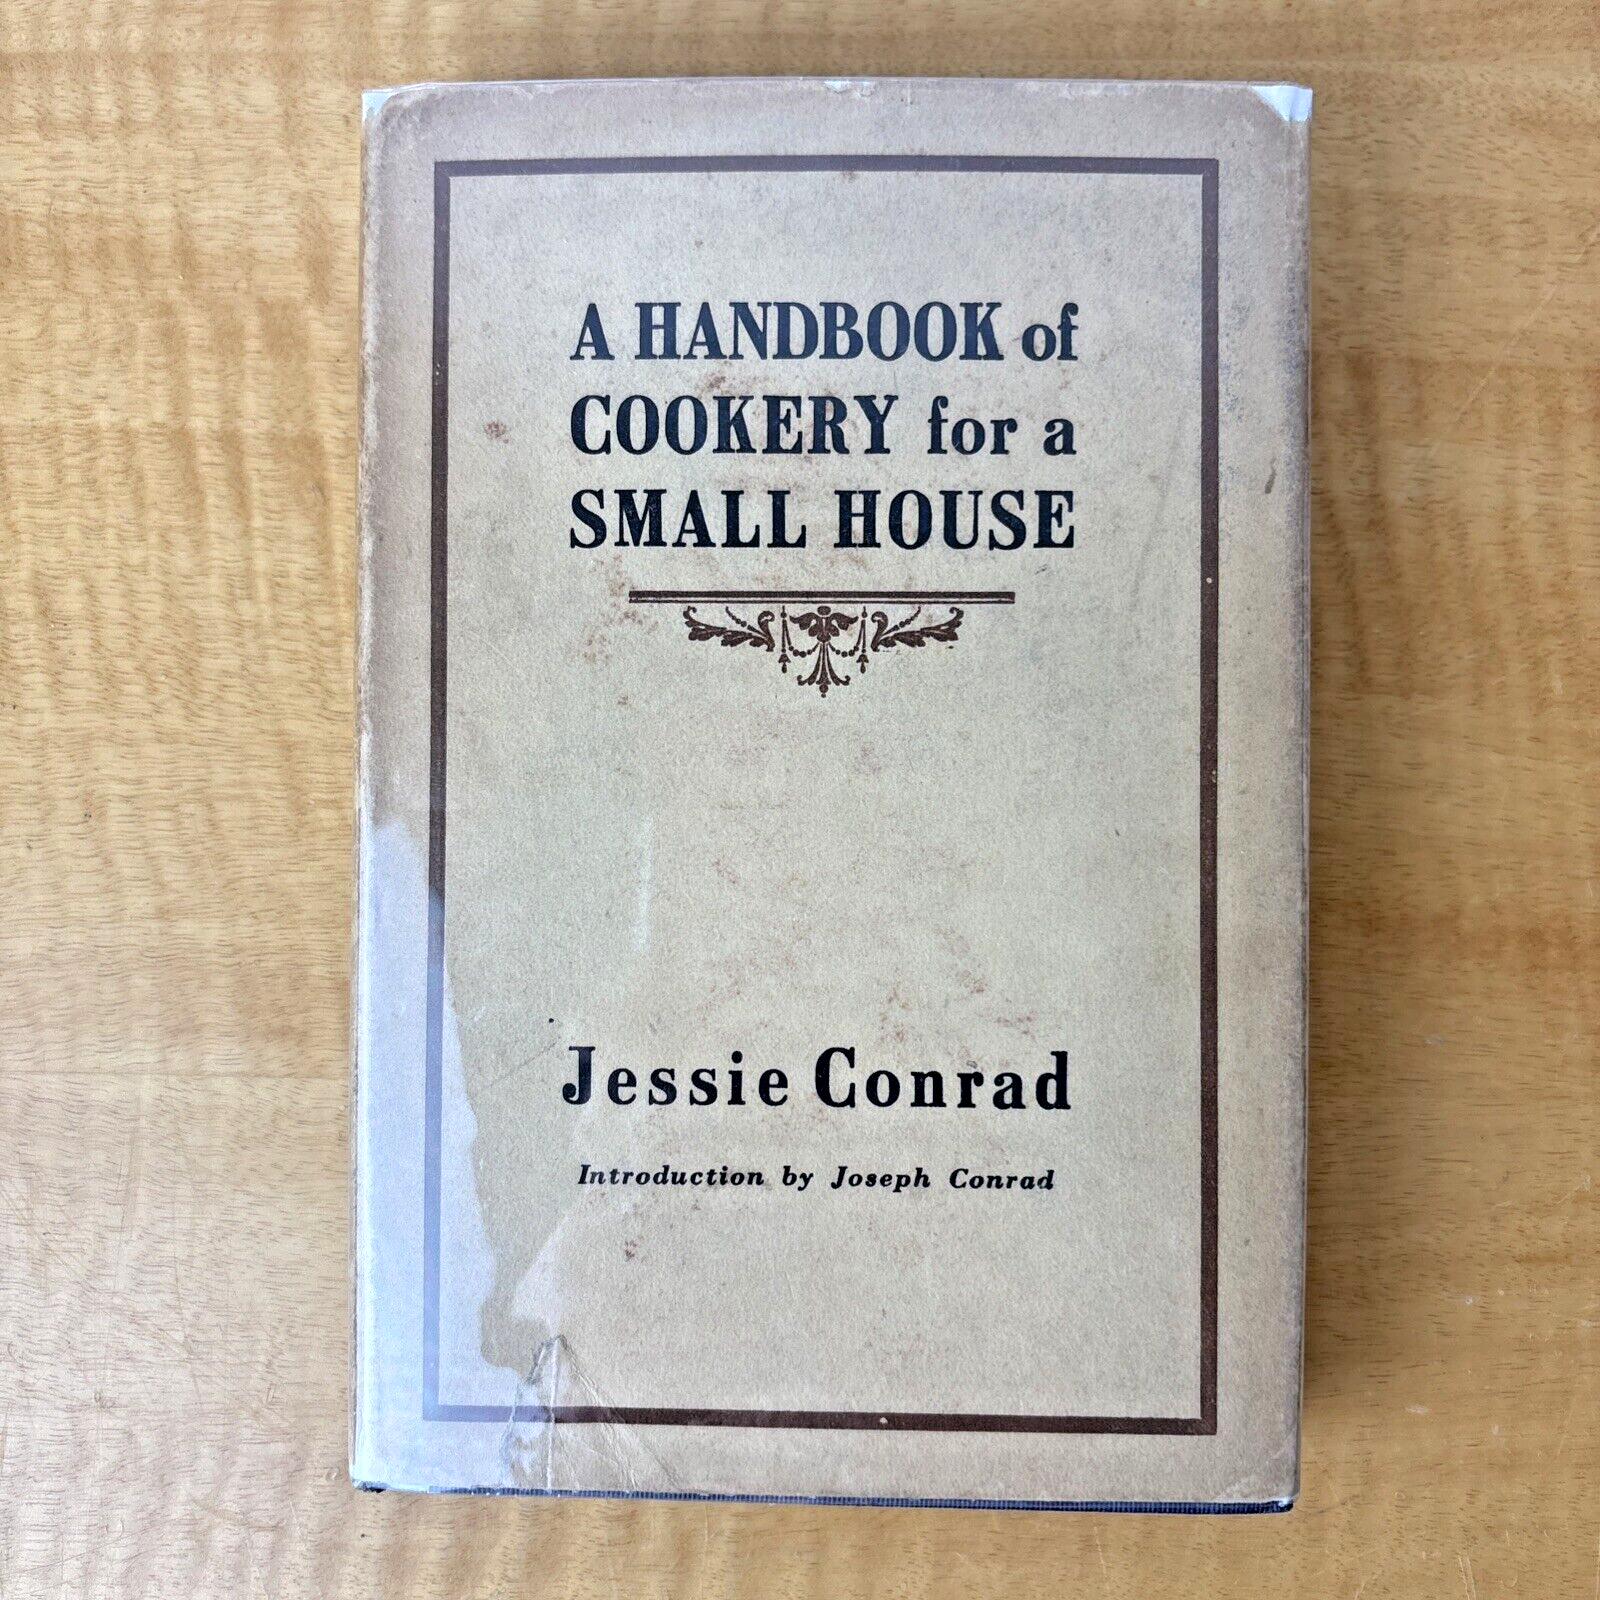 A HANDBOOK of
COOKERY for a
SMALL HOUSE
Jessie Conrad
Introduction by Joseph Conrad